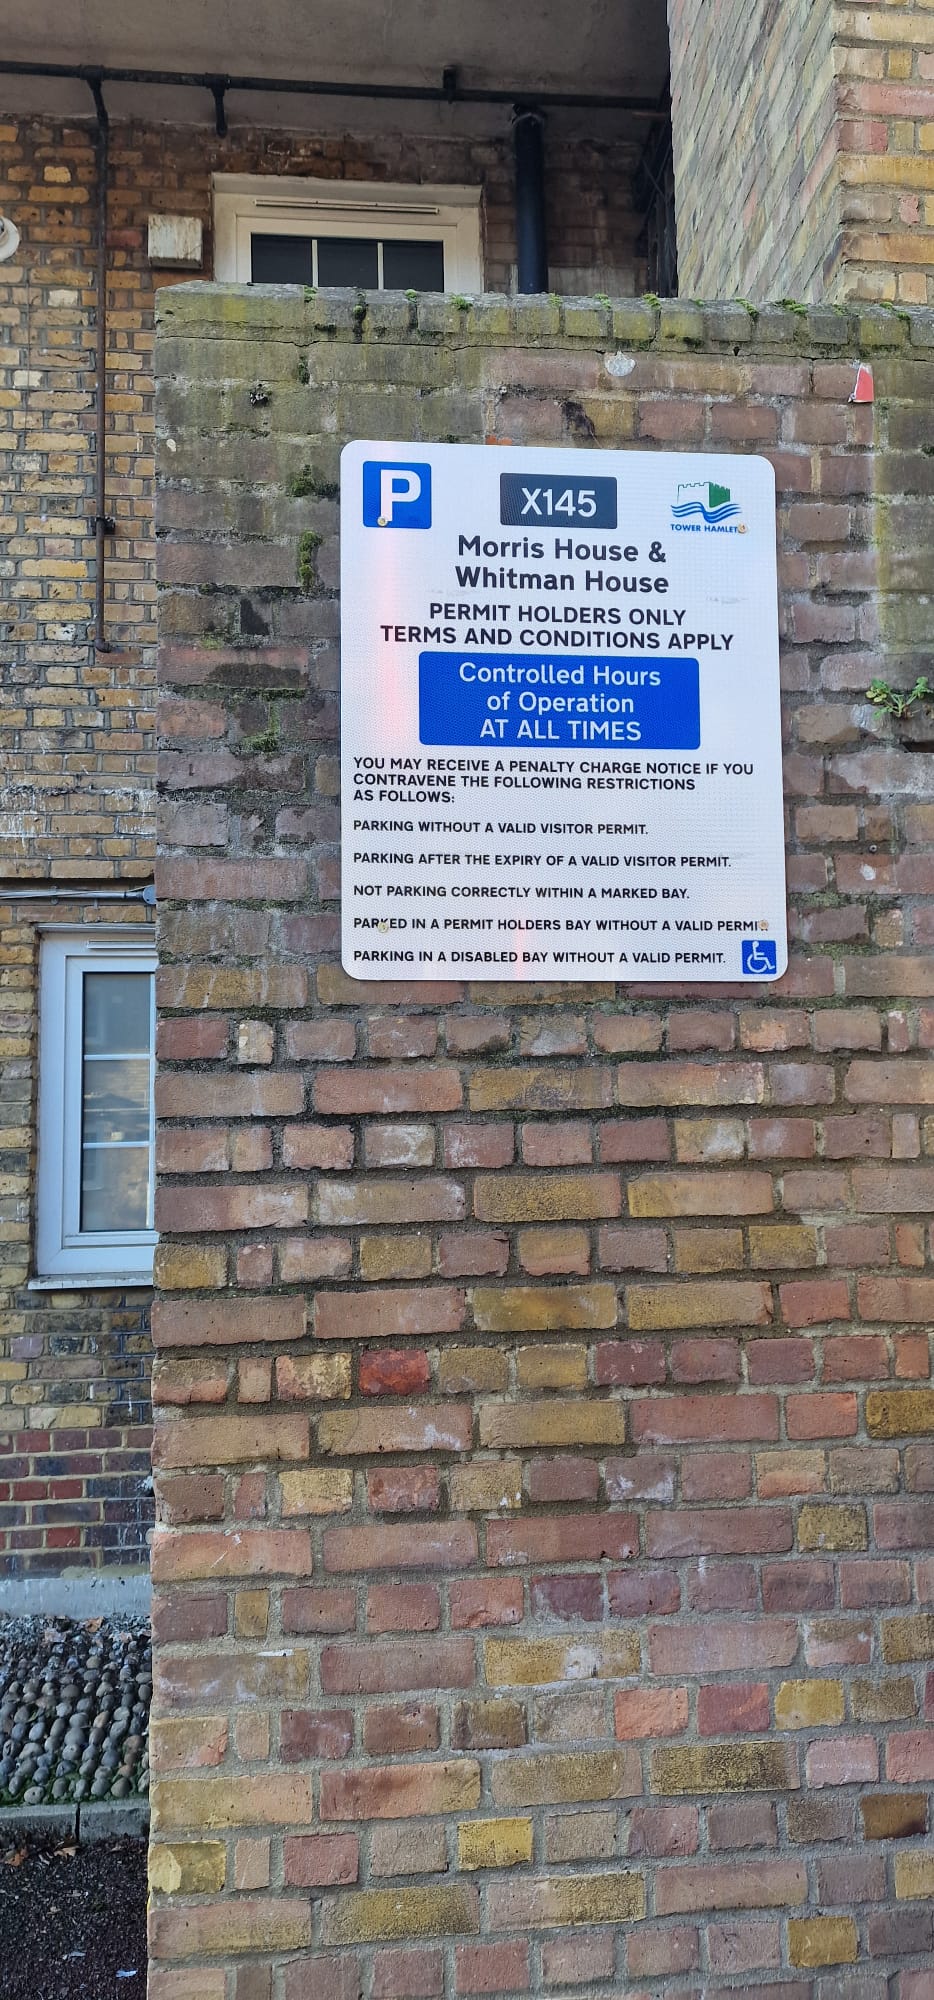 P
X145
TOWER HAMLETS
Morris House &
Whitman House
PERMIT HOLDERS ONLY
TERMS AND CONDITIONS APPLY
Controlled Hours
of Operation
AT ALL TIMES
YOU MAY RECEIVE A PENALTY CHARGE NOTICE IF YOU
CONTRAVENE THE FOLLOWING RESTRICTIONS
AS FOLLOWS:
PARKING WITHOUT A VALID VISITOR PERMIT.
PARKING AFTER THE EXPIRY OF A VALID VISITOR PERMIT.
NOT PARKING CORRECTLY WITHIN A MARKED BAY.
PARKED IN A PERMIT HOLDERS BAY WITHOUT A VALID PERMIT.
PARKING IN A DISABLED BAY WITHOUT A VALID PERMIT.